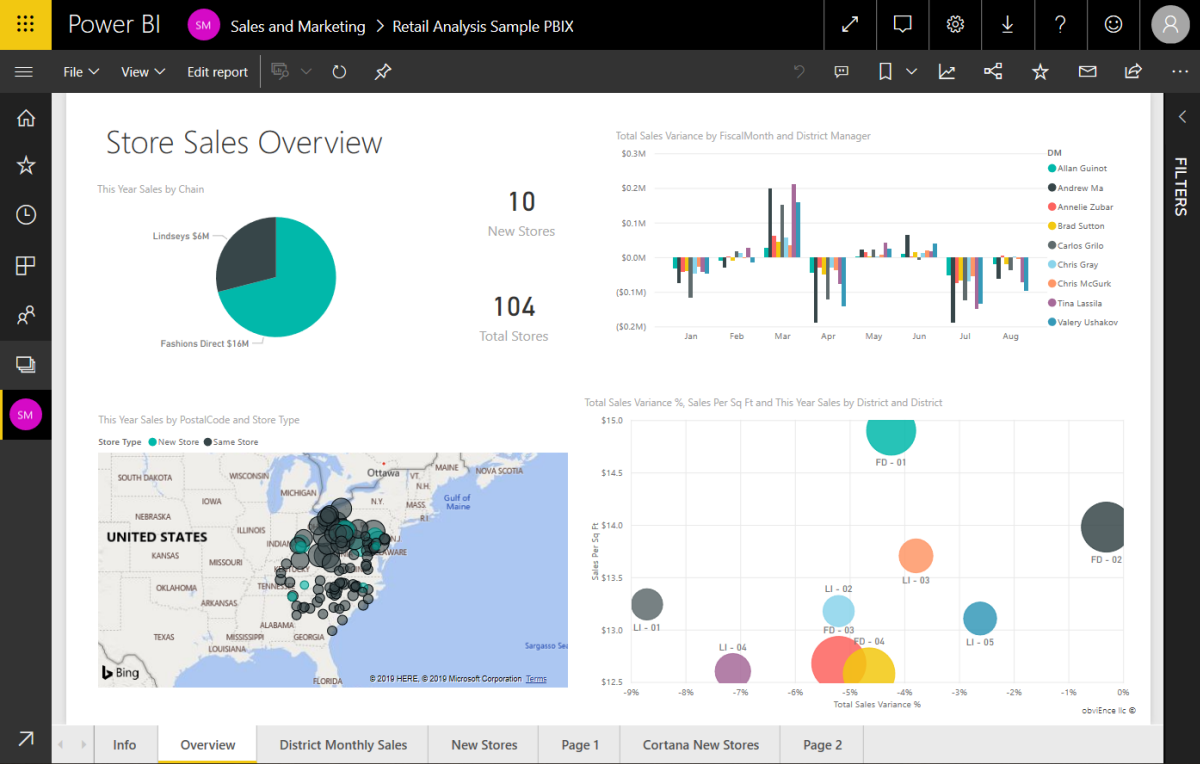 Power BI
SM
Sales and Marketing > Retail Analysis Sample PBIX
File
View
Edit report
Store Sales Overview
This Year Sales by Chain
Lindseys $6M
Fashions Direct $16M
10
New Stores
104
Total Stores
Total Sales Variance by FiscalMonth and District Manager
$0.3M
$0.2M
$0.1M
$0.0M
($0.1M)
($0.2M)
Jan Feb Mar Apr May Jun Jul Aug
DM
Allan Guinot
Andrew Ma
Annelie Zubar
Brad Sutton
Carlos Grilo
Chris Gray
Chris McGurk
Tina Lassila
Valery Ushakov
FILTERS
SM
This Year Sales by PostalCode and Store Type
Store Type New Store Same Store
Ottawa
MAINE
NOVA SCOTIA
SOUTH DAKOTA
WISCONSIN
VT.
N.H.
MICHIGAN
N.Y.
MASS
Gulf of
Maine
IOWA
NEBRASKA
R.I.
UNITED STATES
ILLINOIS
KANSAS
MISSOURI
OKLAHOMA
ARKANSAS
ALABAMA
TEXAS
MISSISSIPPI
GEORGIA
LOUISIANA
FLORIDA
Bing
© 2019 HERE, © 2019 Microsoft Corporation Terms
Total Sales Variance %, Sales Per Sq Ft and This Year Sales by District and District
Sales Per Sq Ft
$15.0
$14.5
$14.0
$13.5
$13.0
$12.5
FD - 01
FD - 02
LI - 03
LI - 02
LI - 01
FD - 03
FD - 04
LI - 05
LI - 04
-9% -8% -7% -6% -5% -4% -3% -2% -1% 0%
Total Sales Variance %
obviEnce llc ©
Info
Overview
District Monthly Sales
New Stores
Page 1
Cortana New Stores
Page 2